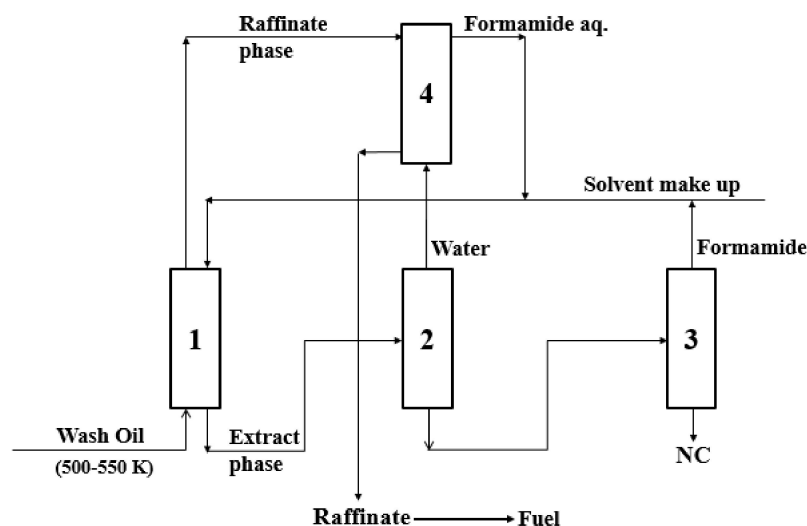 Raffinate
phase
Formamide aq.
4
Solvent make up
Water
Formamide
1
2
3
Wash Oil
(500-550 K)
Extract
phase
NC
Raffinate
Fuel